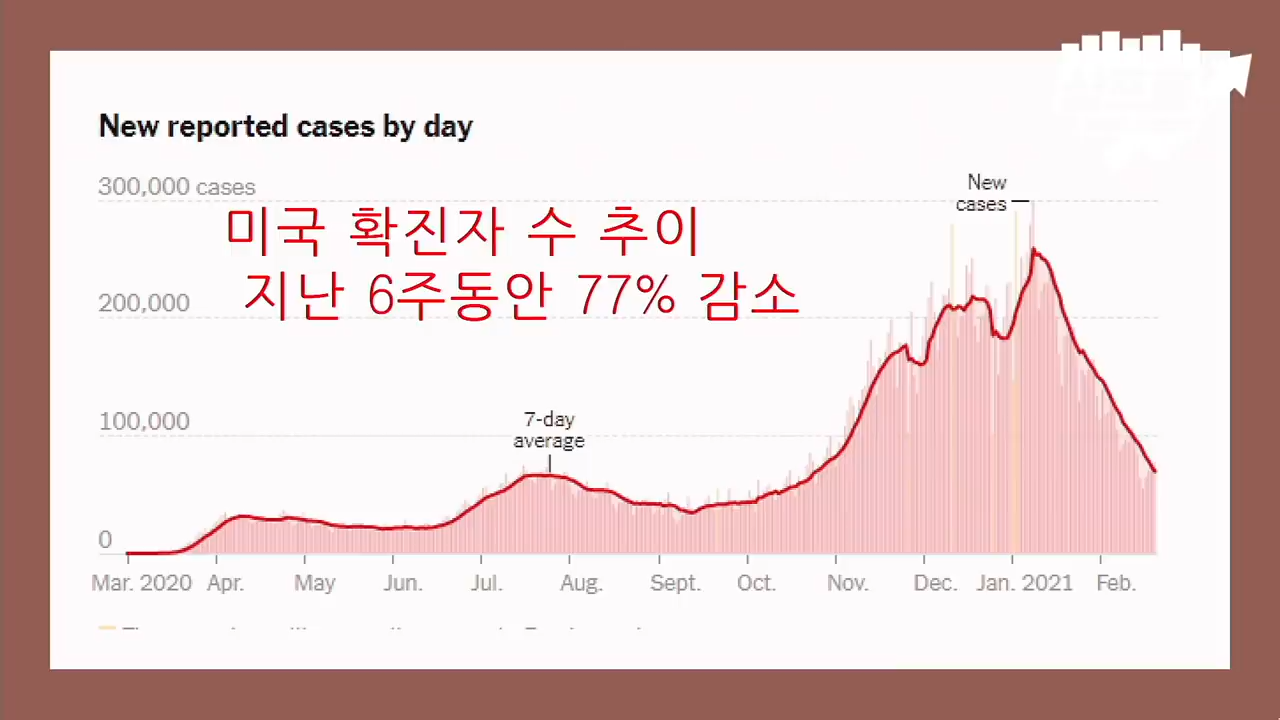 New reported cases by day
300,000 cases
New
cases
미국 확진자 수 추이
지난 6주동안 77% 감소
200,000
100,000
7-day
average
0
Mar. 2020 Apr. May Jun. Jul. Aug. Sept. Oct. Nov. Dec. Jan. 2021 Feb.